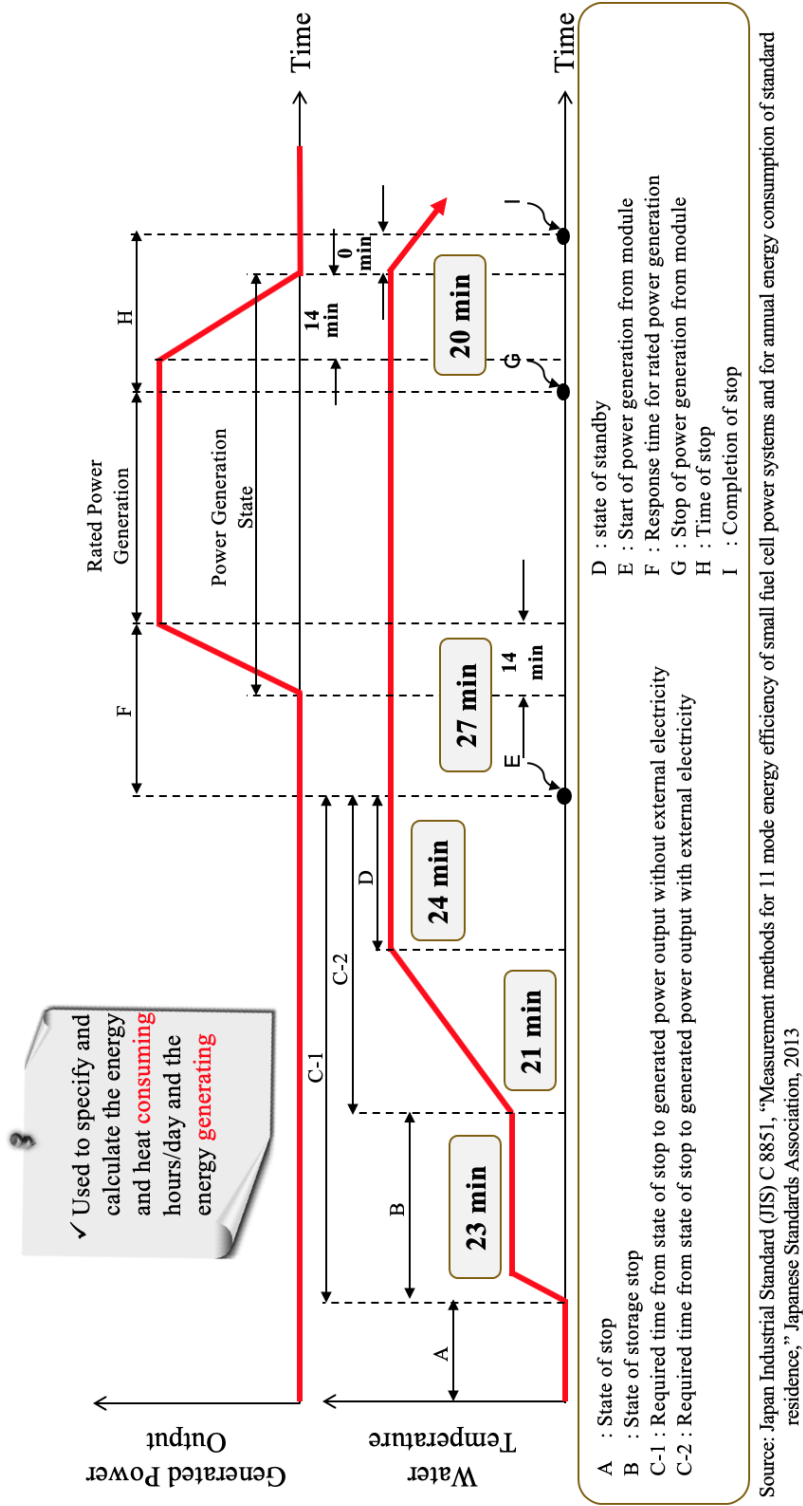 ✓ Used to specify and
calculate the energy
and heat consuming
hours/day and the
energy generating
Generated Power
Output
Rated Power
Generation
H
F
Power Generation
State
Time
14
min
0
min
C-1
C-2
D
B
A
Water
Temperature
23 min
21 min
24 min
27 min
20 min
14
min
E
G
I
Time
A : State of stop
B : State of storage stop
C-1 : Required time from state of stop to generated power output without external electricity
C-2 : Required time from state of stop to generated power output with external electricity
D : state of standby
E : Start of power generation from module
F : Response time for rated power generation
G : Stop of power generation from module
H : Time of stop
I : Completion of stop
Source: Japan Industrial Standard (JIS) C 8851, “Measurement methods for 11 mode energy efficiency of small fuel cell power systems and for annual energy consumption of standard
residence,” Japanese Standards Association, 2013